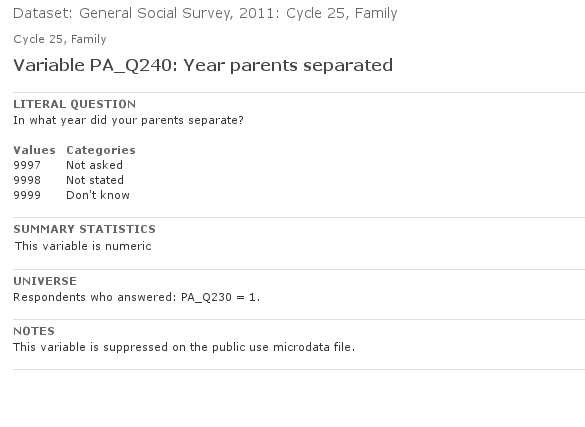 Dataset: General Social Survey, 2011: Cycle 25, Family
Cycle 25, Family
Variable PA_Q240: Year parents separated
LITERAL QUESTION
In what year did your parents separate?
Values Categories
9997 Not asked
9998 Not stated
9999 Don't know
SUMMARY STATISTICS
This variable is numeric
UNIVERSE
Respondents who answered: PA_Q230 = 1.
NOTES
This variable is suppressed on the public use microdata file.